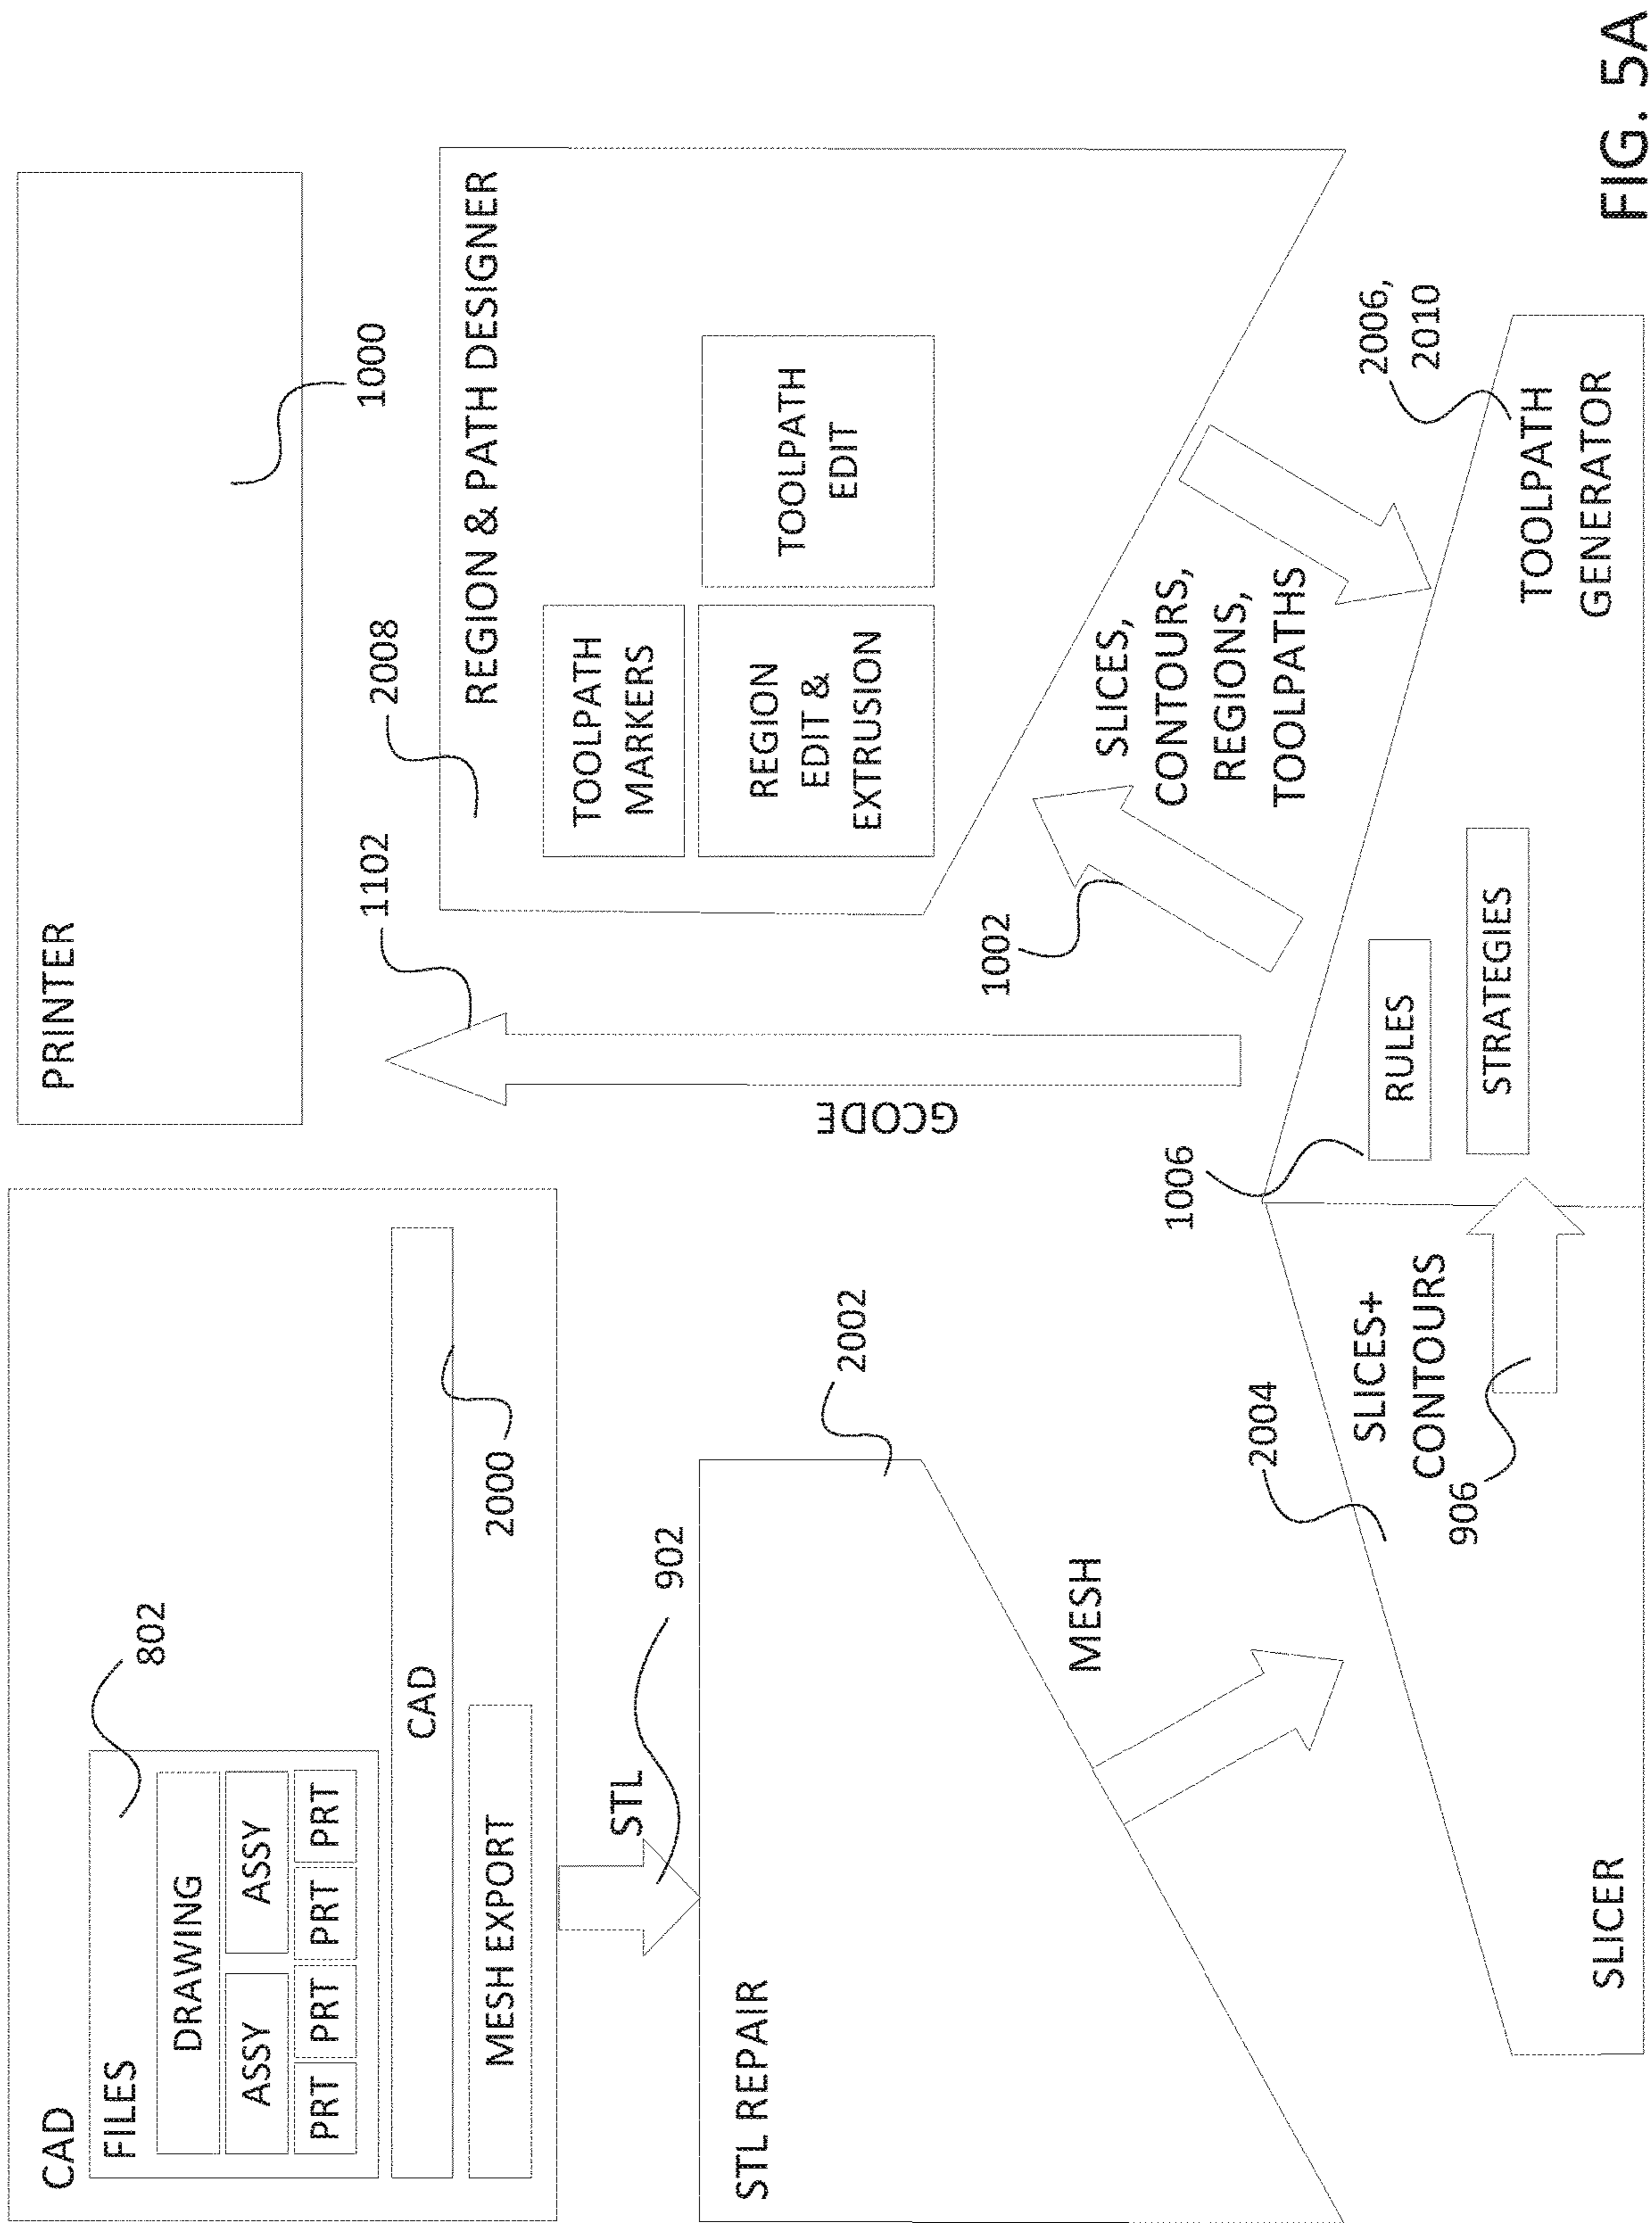 CAD
FILES
802
DRAWING
ASSY
ASSY
PRT
PRT
PRT
PRT
CAD
2000
MESH EXPORT
STL
902
STL REPAIR
2002
MESH
SLICER
2004
SLICES+
CONTOURS
906
1006
RULES
STRATEGIES
TOOLPATH
GENERATOR
2006,
2010
1002
SLICES,
CONTOURS,
REGIONS,
TOOLPATHS
REGION & PATH DESIGNER
2008
TOOLPATH
MARKERS
REGION
EDIT &
EXTRUSION
TOOLPATH
EDIT
GCODE
1102
PRINTER
1000
FIG. 5A